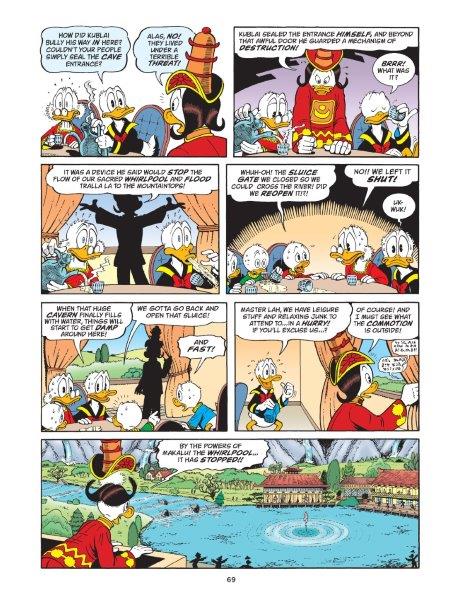 HOW DID KUBLAI
BULLY HIS WAY IN HERE?
COULDN'T YOUR PEOPLE
SIMPLY SEAL THE CAVE
ENTRANCE?
ALAS, NO!
THEY LIVED
UNDER A
TERRIBLE
THREAT!
KUBLAI SEALED THE ENTRANCE HIMSELF, AND BEYOND
THAT AWFUL DOOR HE GUARDED A MECHANISM OF
DESTRUCTION!
BRRR!
WHAT WAS
IT?
IT WAS A DEVICE HE SAID WOULD STOP THE
FLOW OF OUR SACRED WHIRLPOOL AND FLOOD
TRALLA LA TO THE MOUNTAINTOPS!
WHUH-OH! THE SLUICE
GATE WE CLOSED SO WE
COULD CROSS THE RIVER! DID
WE REOPEN IT?!
NO!! WE LEFT IT
SHUT!
UK-
WUK!
WHEN THAT HUGE
CAVERN FINALLY FILLS
WITH WATER, THINGS WILL
START TO GET DAMP
AROUND HERE!
WE GOTTA GO BACK AND
OPEN THAT SLUICE!
AND
FAST!
MASTER LAH, WE HAVE LEISURE
STUFF AND RELAXING JUNK TO
ATTEND TO...IN A HURRY!
IF YOU'LL EXCUSE US...?
OF COURSE! AND
I MUST SEE WHAT
THE COMMOTION
IS OUTSIDE!
BY THE POWERS OF
MAKALU! THE WHIRLPOOL...
IT HAS STOPPED!!
69